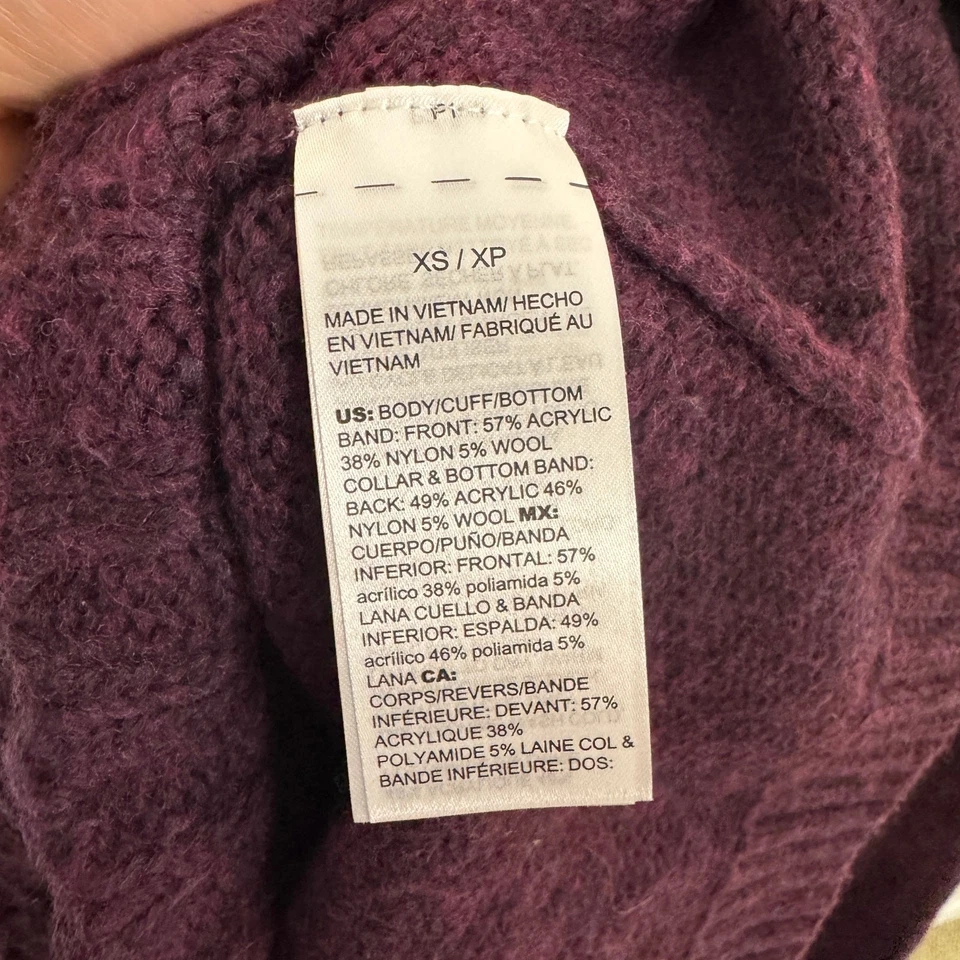 XS / XP
MADE IN VIETNAM/ HECHO
EN VIETNAM/ FABRIQUÉ AU
VIETNAM
US: BODY/CUFF/BOTTOM
BAND: FRONT: 57% ACRYLIC
38% NYLON 5% WOOL
COLLAR & BOTTOM BAND:
BACK: 49% ACRYLIC 46%
NYLON 5% WOOL MX:
CUERPO/PUÑO/BANDA
INFERIOR: FRONTAL: 57%
acrílico 38% poliamida 5%
LANA CUELLO & BANDA
INFERIOR: ESPALDA: 49%
acrílico 46% poliamida 5%
LANA CA:
CORPS/REVERS/BANDE
INFÉRIEURE: DEVANT: 57%
ACRYLIQUE 38%
POLYAMIDE 5% LAINE COL &
BANDE INFÉRIEURE: DOS: